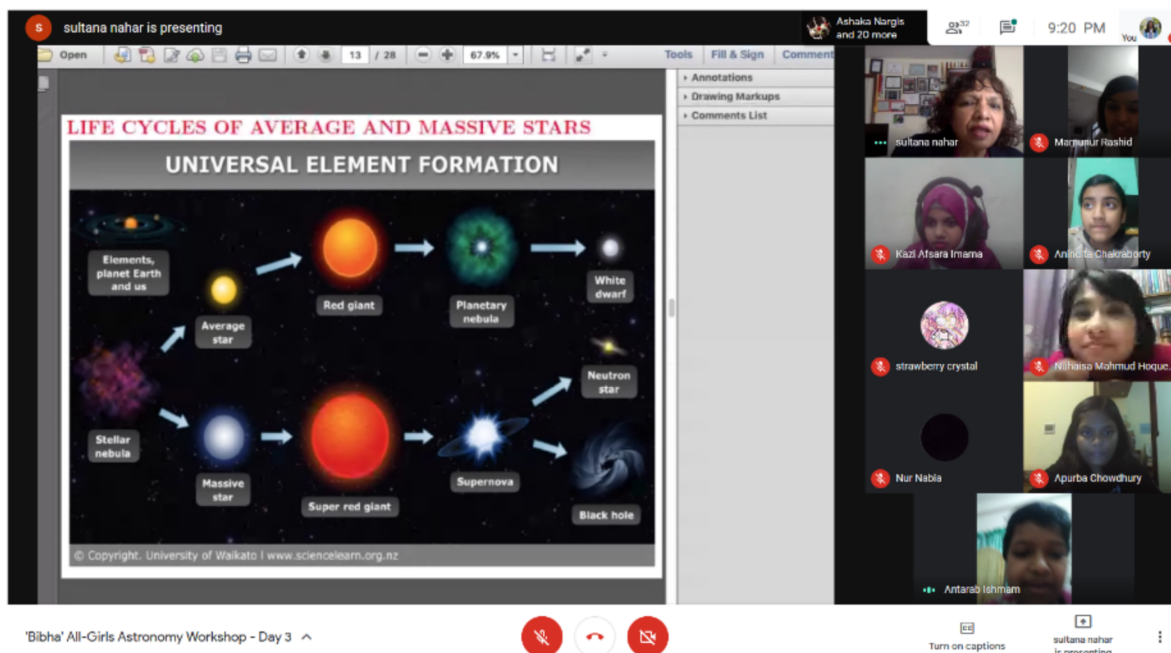 S
sultana nahar is presenting
Ashaka Nargis
and 20 more
32
9:20 PM
You
Open
13 / 28
67.9%
Tools
Fill & Sign
Comment
Annotations
Drawing Markups
Comments List
LIFE CYCLES OF AVERAGE AND MASSIVE STARS
UNIVERSAL ELEMENT FORMATION
Elements,
planet Earth
and us
Average
star
Red giant
Planetary
nebula
White
dwarf
Neutron
star
Stellar
nebula
Massive
star
Super red giant
Supernova
Black hole
© Copyright. University of Waikato | www.sciencelearn.org.nz
sultana nahar
Mamunur Rashid
Kazi Afsara Imama
Anindita Chakraborty
strawberry crystal
Mahmud Hoque...
Nur Nabia
Apurba Chowdhury
Antarab Ishmam
'Bibha' All-Girls Astronomy Workshop - Day 3
CC
Turn on captions
sultana nahar
is presenting